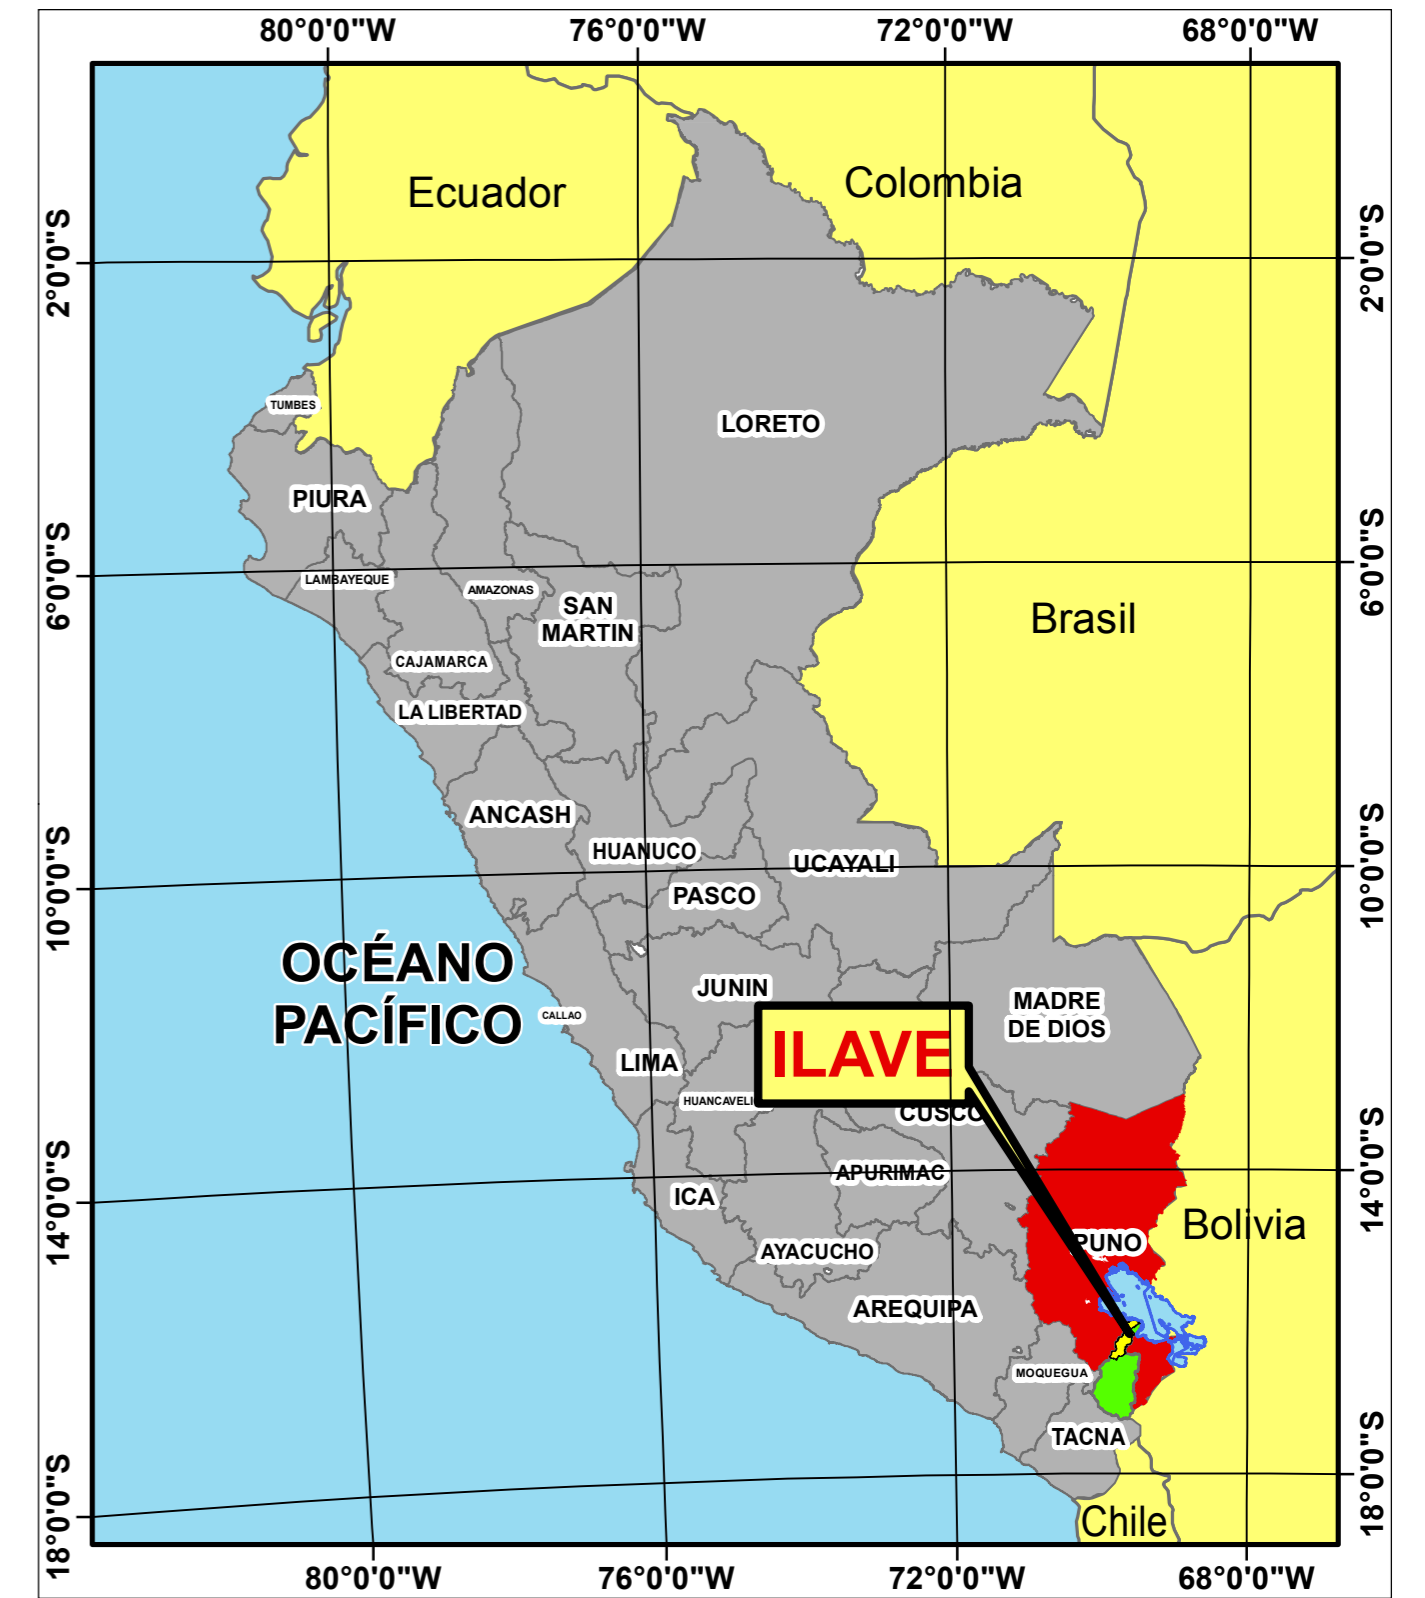 80°0'0"W 76°0'0"W 72°0'0"W 68°0'0"W
Ecuador
Colombia
2°0'0"S
2°0'0"S
TUMBES
LORETO
PIURA
6°0'0"S
6°0'0"S
LAMBAYEQUE
AMAZONAS
SAN
MARTIN
Brasil
CAJAMARCA
LA LIBERTAD
ANCASH
HUANUCO
UCAYALI
PASCO
10°0'0"S
10°0'0"S
OCÉANO
PACÍFICO
JUNIN
MADRE
DE DIOS
CALLAO
LIMA
ILAVE
HUANCAVELI
CUSCO
14°0'0"S
14°0'0"S
APURIMAC
ICA
Bolivia
PUNO
AYACUCHO
AREQUIPA
MOQUEGUA
TACNA
18°0'0"S
18°0'0"S
Chile
80°0'0"W 76°0'0"W 72°0'0"W 68°0'0"W